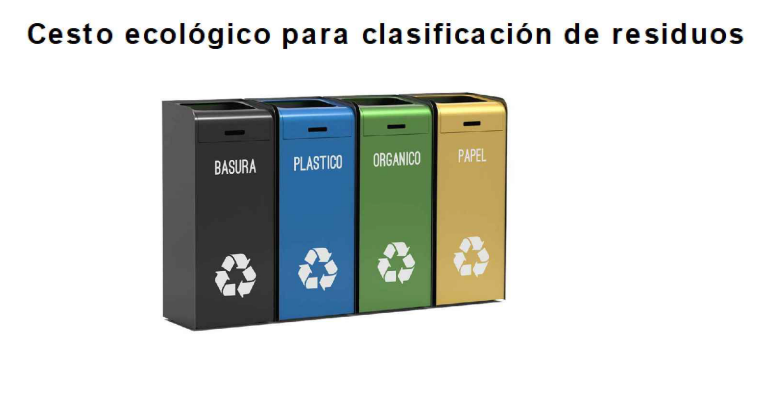 Cesto ecológico para clasificación de residuos
BASURA
PLASTICO
ORGANICO
PAPEL